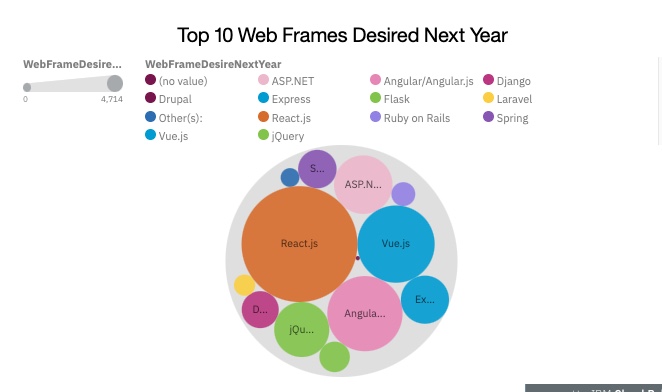 Top 10 Web Frames Desired Next Year
WebFrameDesire...
0 4,714
WebFrameDesireNextYear
(no value) ASP.NET Angular/Angular.js Django
Drupal Express Flask Laravel
Other(s): React.js Ruby on Rails Spring
Vue.js jQuery
S...
ASP.N...
React.js
Vue.js
Ex...
D...
Angula...
jQu...